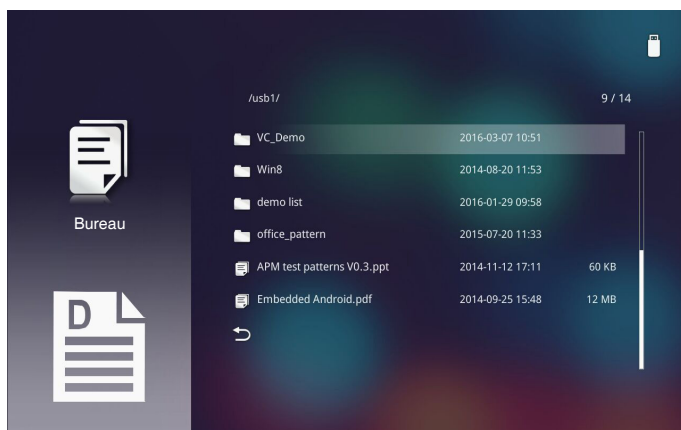 /usb1/ 9 / 14
VC_Demo 2016-03-07 10:51
Win8 2014-08-20 11:53
demo list 2016-01-29 09:58
Bureau
office_pattern 2015-07-20 11:33
APM test patterns V0.3.ppt 2014-11-12 17:11 60 KB
Embedded Android.pdf 2014-09-25 15:48 12 MB
D